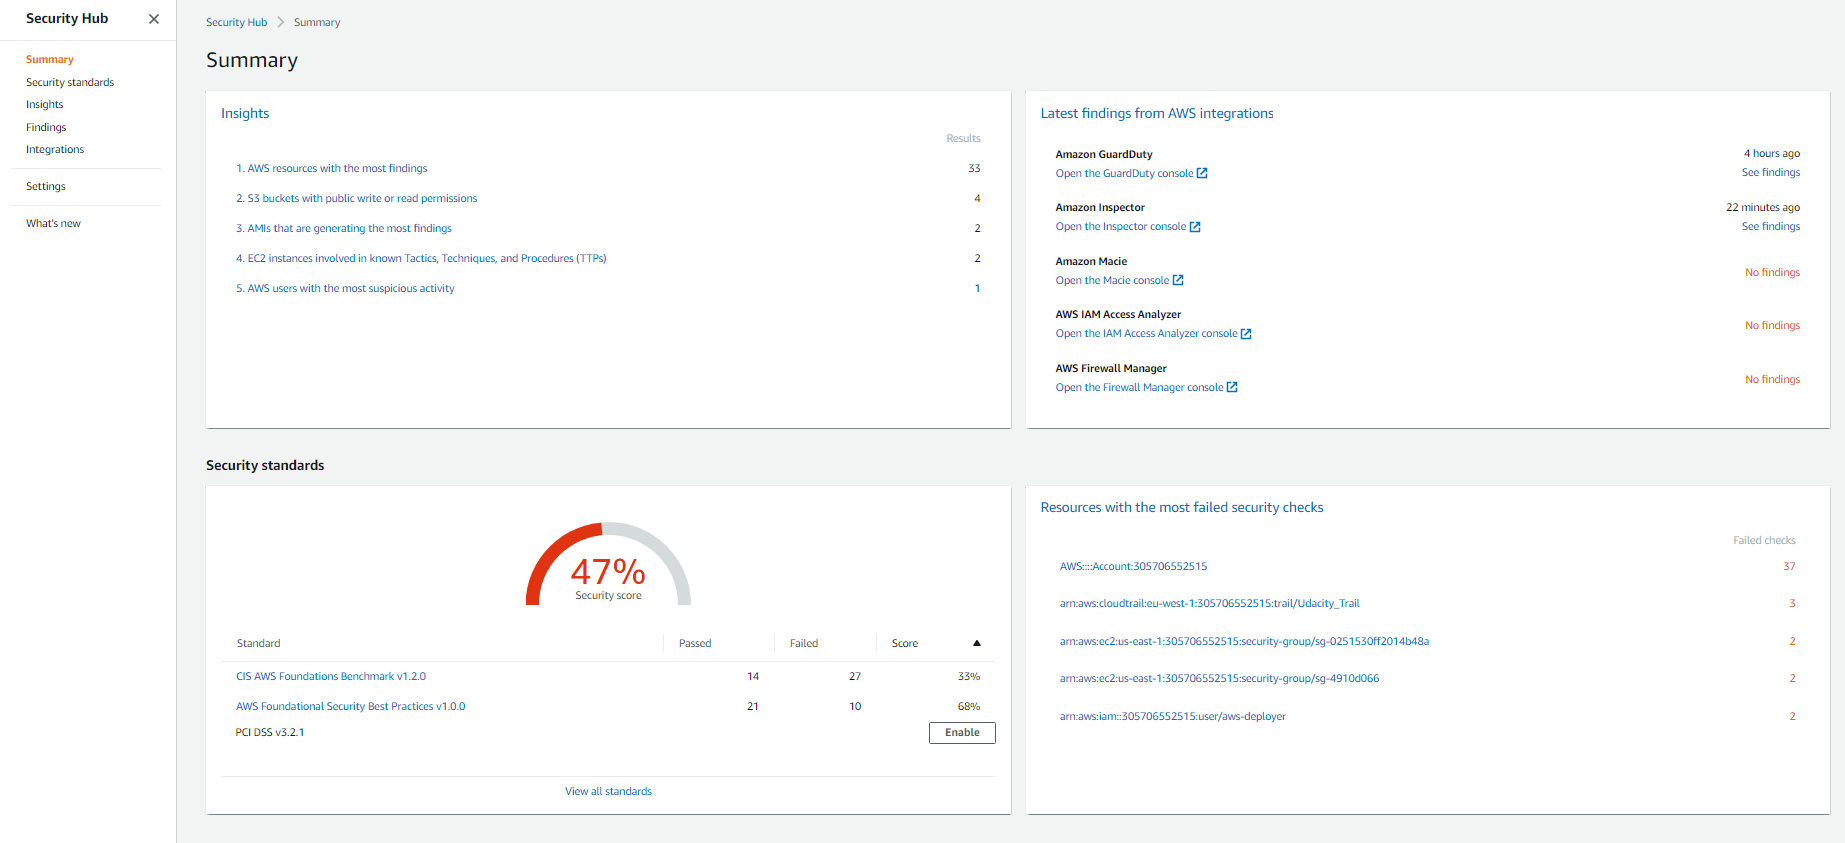 Security Hub
Summary
Security standards
Insights
Findings
Integrations
Settings
What's new
Security Hub Summary
Summary
Insights
Results
1. AWS resources with the most findings 33
2. S3 buckets with public write or read permissions 4
3. AMIs that are generating the most findings 2
4. EC2 instances involved in known Tactics, Techniques, and Procedures (TTPs) 2
5. AWS users with the most suspicious activity 1
Latest findings from AWS integrations
Amazon GuardDuty 4 hours ago
Open the GuardDuty console See findings
Amazon Inspector 22 minutes ago
Open the Inspector console See findings
Amazon Macie
Open the Macie console No findings
AWS IAM Access Analyzer
Open the IAM Access Analyzer console No findings
AWS Firewall Manager
Open the Firewall Manager console No findings
Security standards
47%
Security score
Standard Passed Failed Score
CIS AWS Foundations Benchmark v1.2.0 14 27 33%
AWS Foundational Security Best Practices v1.0.0 21 10 68%
PCI DSS v3.2.1 Enable
View all standards
Resources with the most failed security checks
Failed checks
AWS::::Account:305706552515 37
arn:aws:cloudtrail:eu-west-1:305706552515:trail/Udacity_Trail 3
arn:aws:ec2:us-east-1:305706552515:security-group/sg-0251530ff2014b48a 2
arn:aws:ec2:us-east-1:305706552515:security-group/sg-4910d066 2
arn:aws:iam::305706552515:user/aws-deployer 2